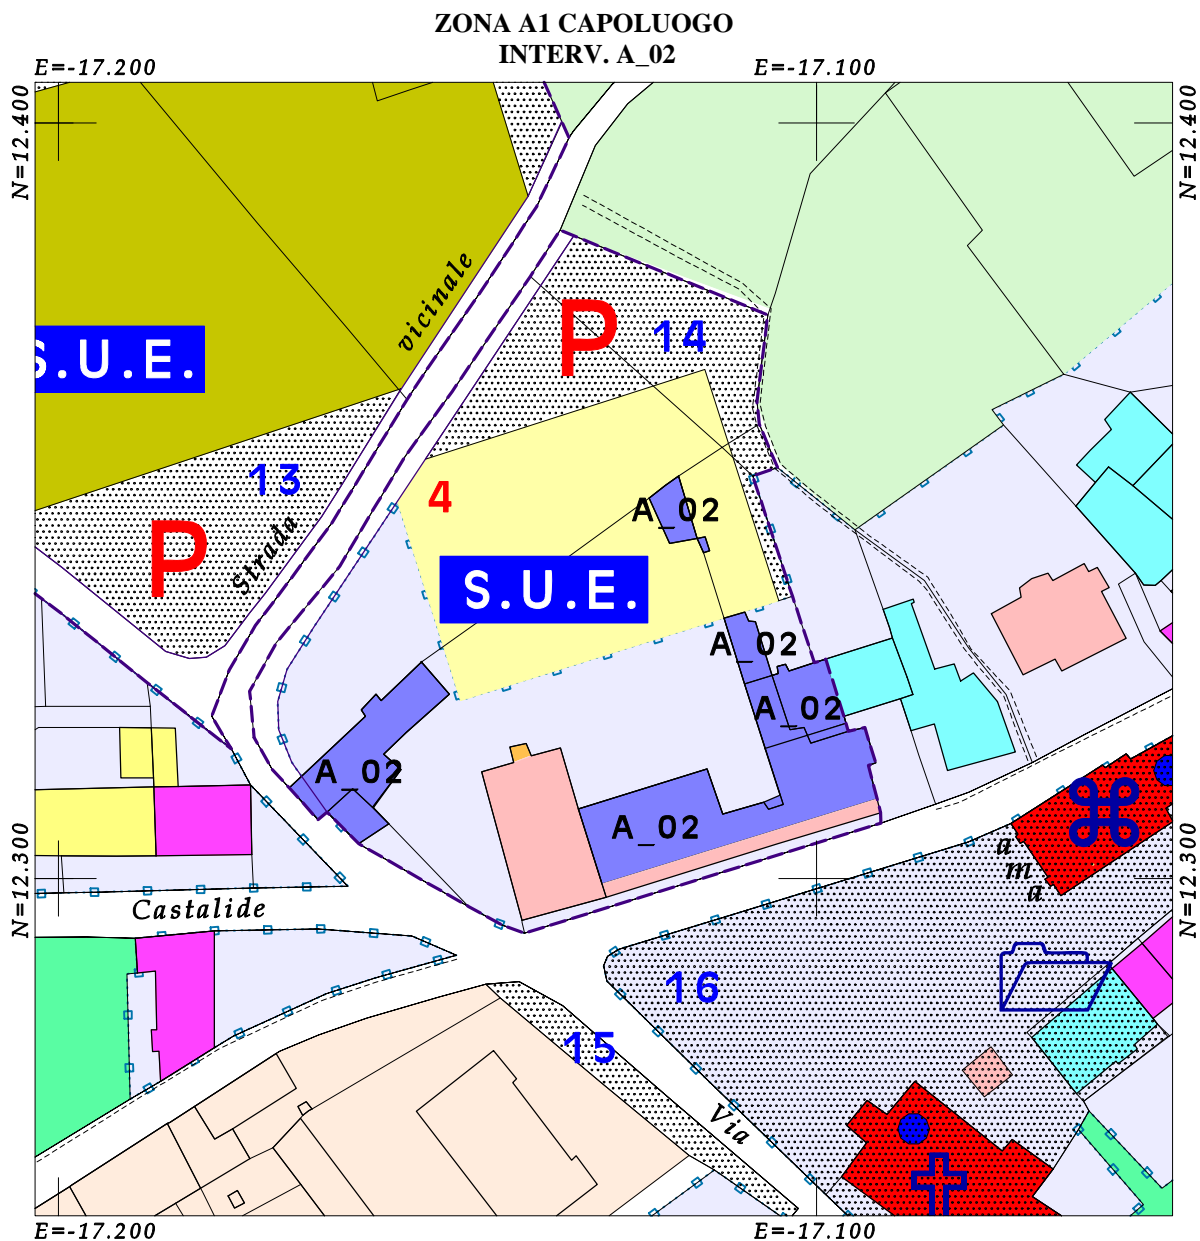 ZONA A1 CAPOLUOGO
INTERV. A_02
E=-17.200 E=-17.100
N=12.400 N=12.400
vicinale
P 14
S.U.E.
13 4
A_02
P Strada
S.U.E.
A_02
A_02
A_02
A_02
a
m
a
N=12.300 N=12.300
Castalide
16
15
Via
E=-17.200 E=-17.100